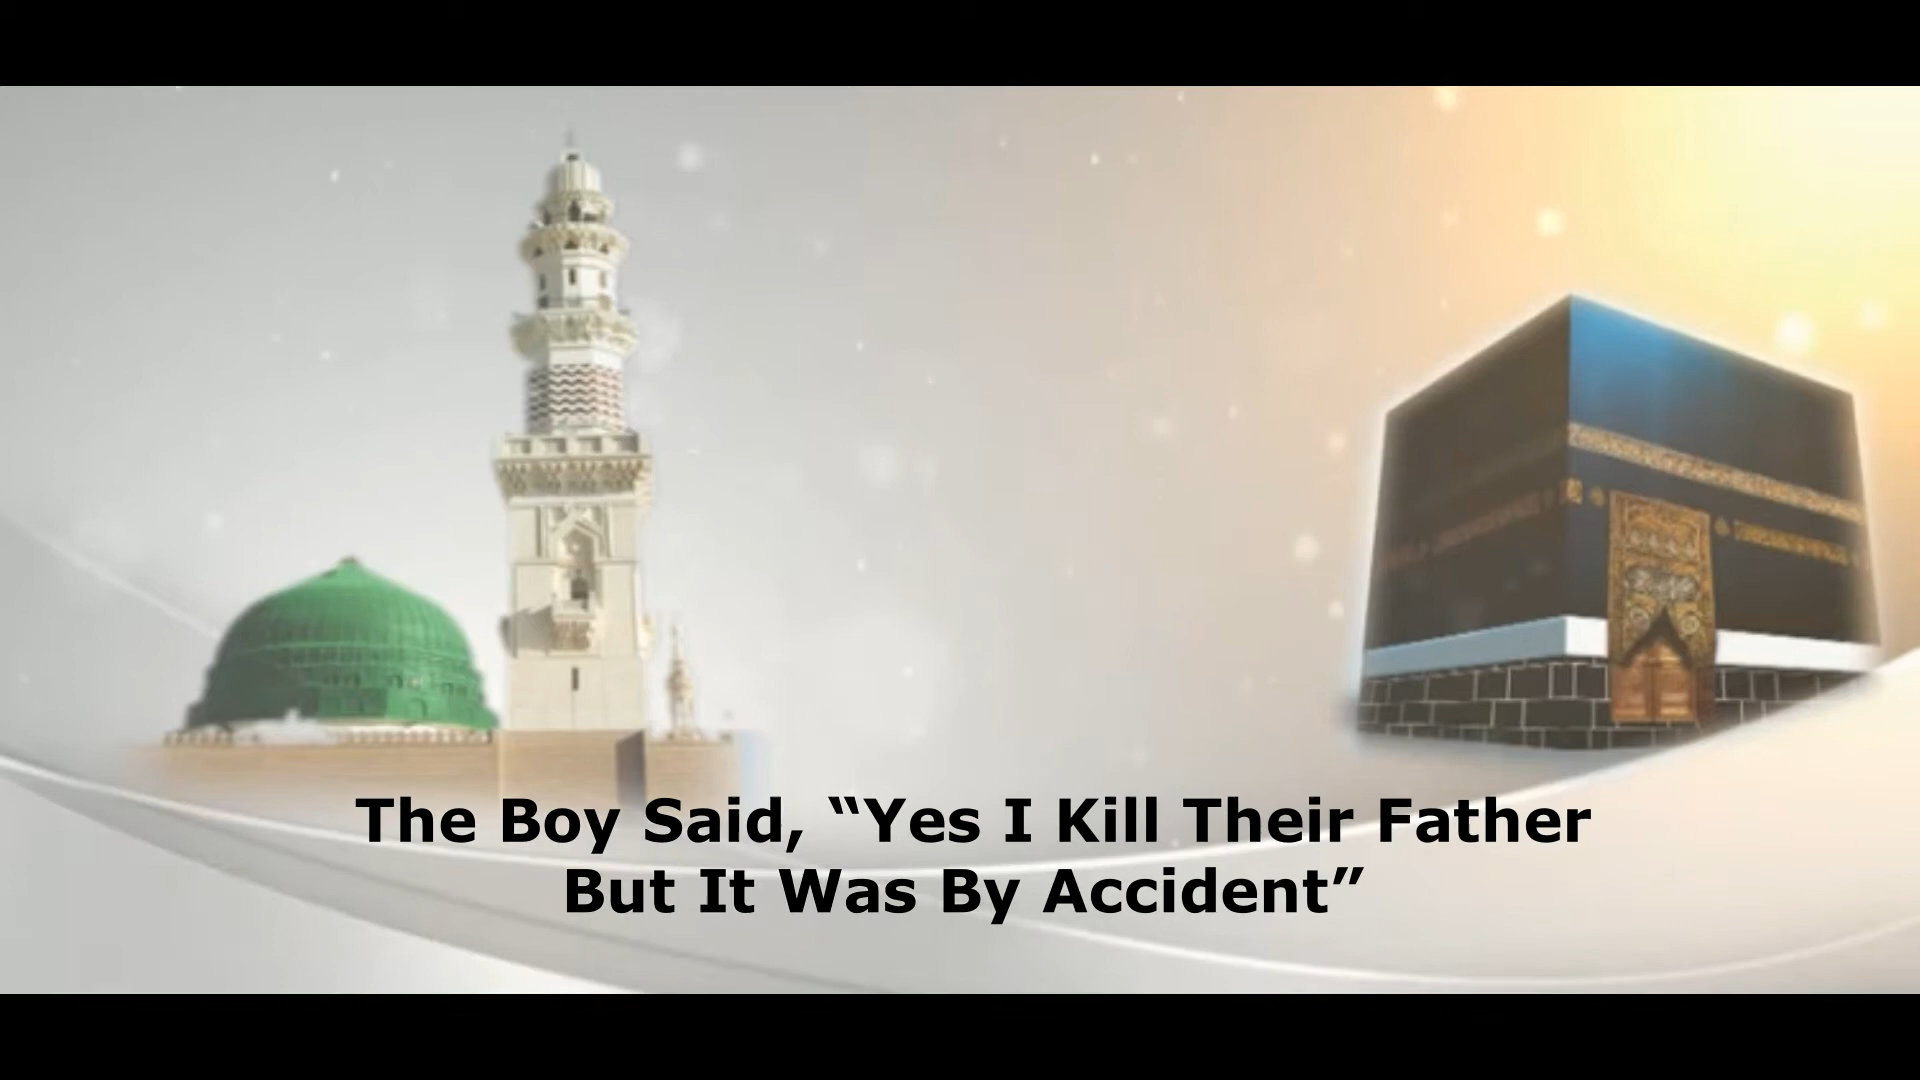 The Boy Said, “Yes I Kill Their Father
But It Was By Accident”